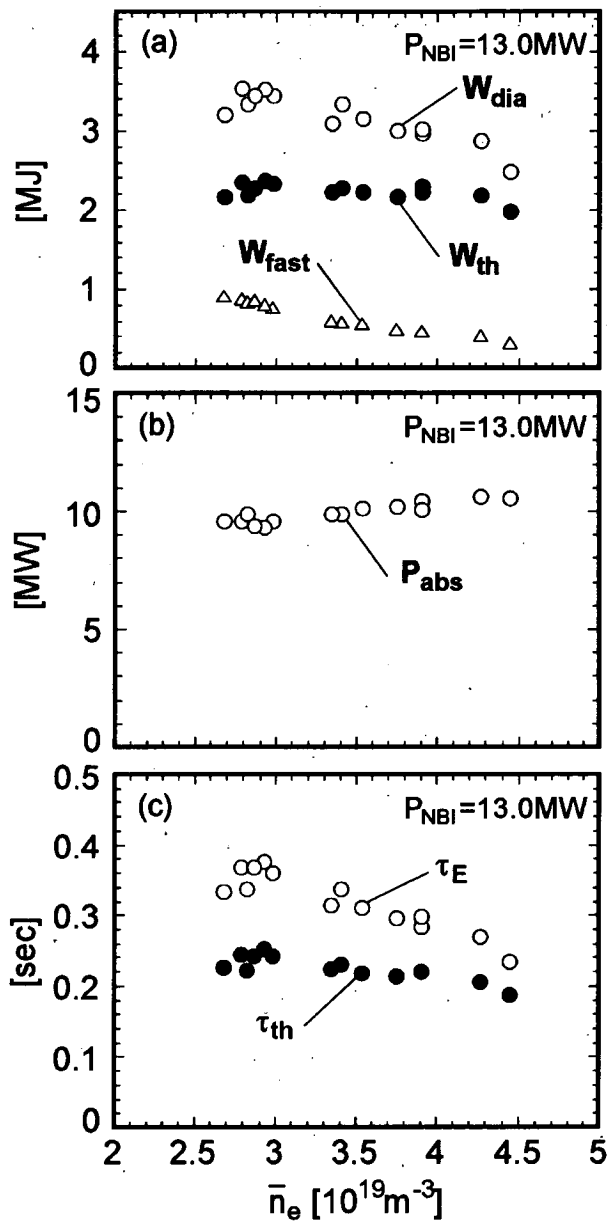 (a) P_NBI=13.0MW
4
W_dia
3
[MJ]
2
W_fast
W_th
1
0
15
(b) P_NBI=13.0MW
10
[MW]
P_abs
5
0
0.5
(c) P_NBI=13.0MW
0.4
τ_E
0.3
[sec]
0.2
τ_th
0.1
0
2 2.5 3 3.5 4 4.5 5
n̅_e [10^19m^-3]